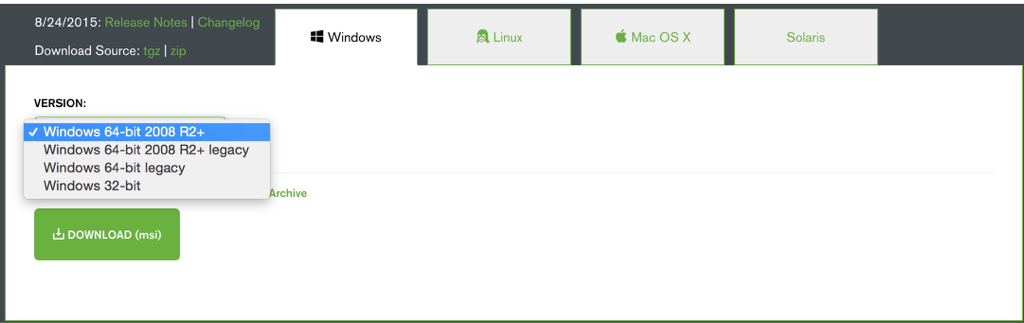 8/24/2015: Release Notes | Changelog
Download Source: tgz | zip
Windows
Linux
Mac OS X
Solaris
VERSION:
✓ Windows 64-bit 2008 R2+
Windows 64-bit 2008 R2+ legacy
Windows 64-bit legacy
Windows 32-bit
Archive
DOWNLOAD (msi)